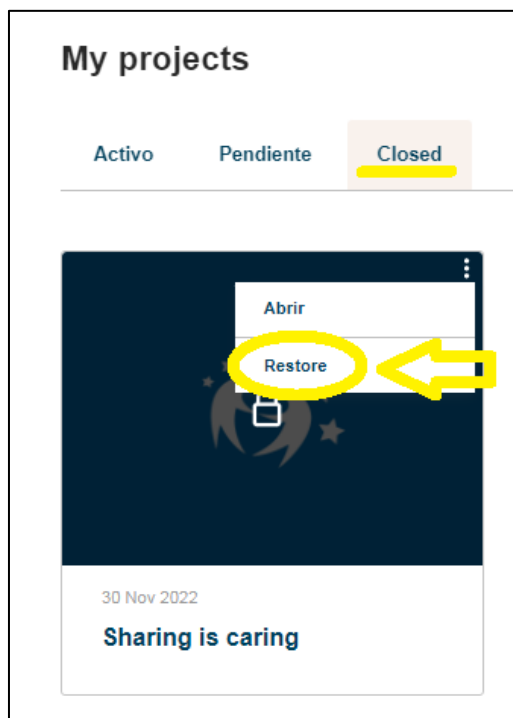 My projects
Activo Pendiente Closed
Abrir
Restore
30 Nov 2022
Sharing is caring